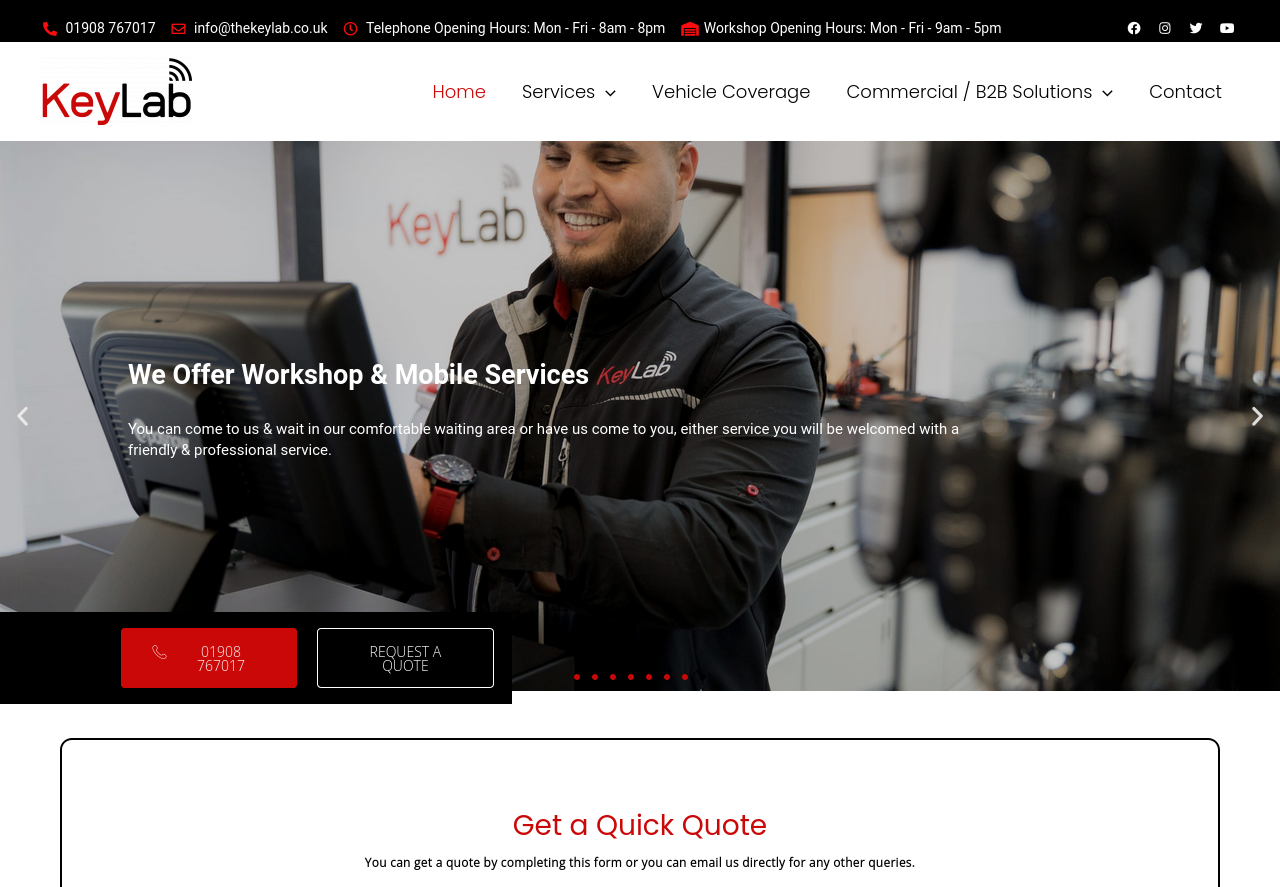 01908 767017
info@thekeylab.co.uk
Telephone Opening Hours: Mon - Fri - 8am - 8pm
Workshop Opening Hours: Mon - Fri - 9am - 5pm
KeyLab
Home
Services
Vehicle Coverage
Commercial / B2B Solutions
Contact
KeyLab
KeyLab
We Offer Workshop & Mobile Services
You can come to us & wait in our comfortable waiting area or have us come to you, either service you will be welcomed with a
friendly & professional service.
01908
767017
REQUEST A
QUOTE
Get a Quick Quote
You can get a quote by completing this form or you can email us directly for any other queries.